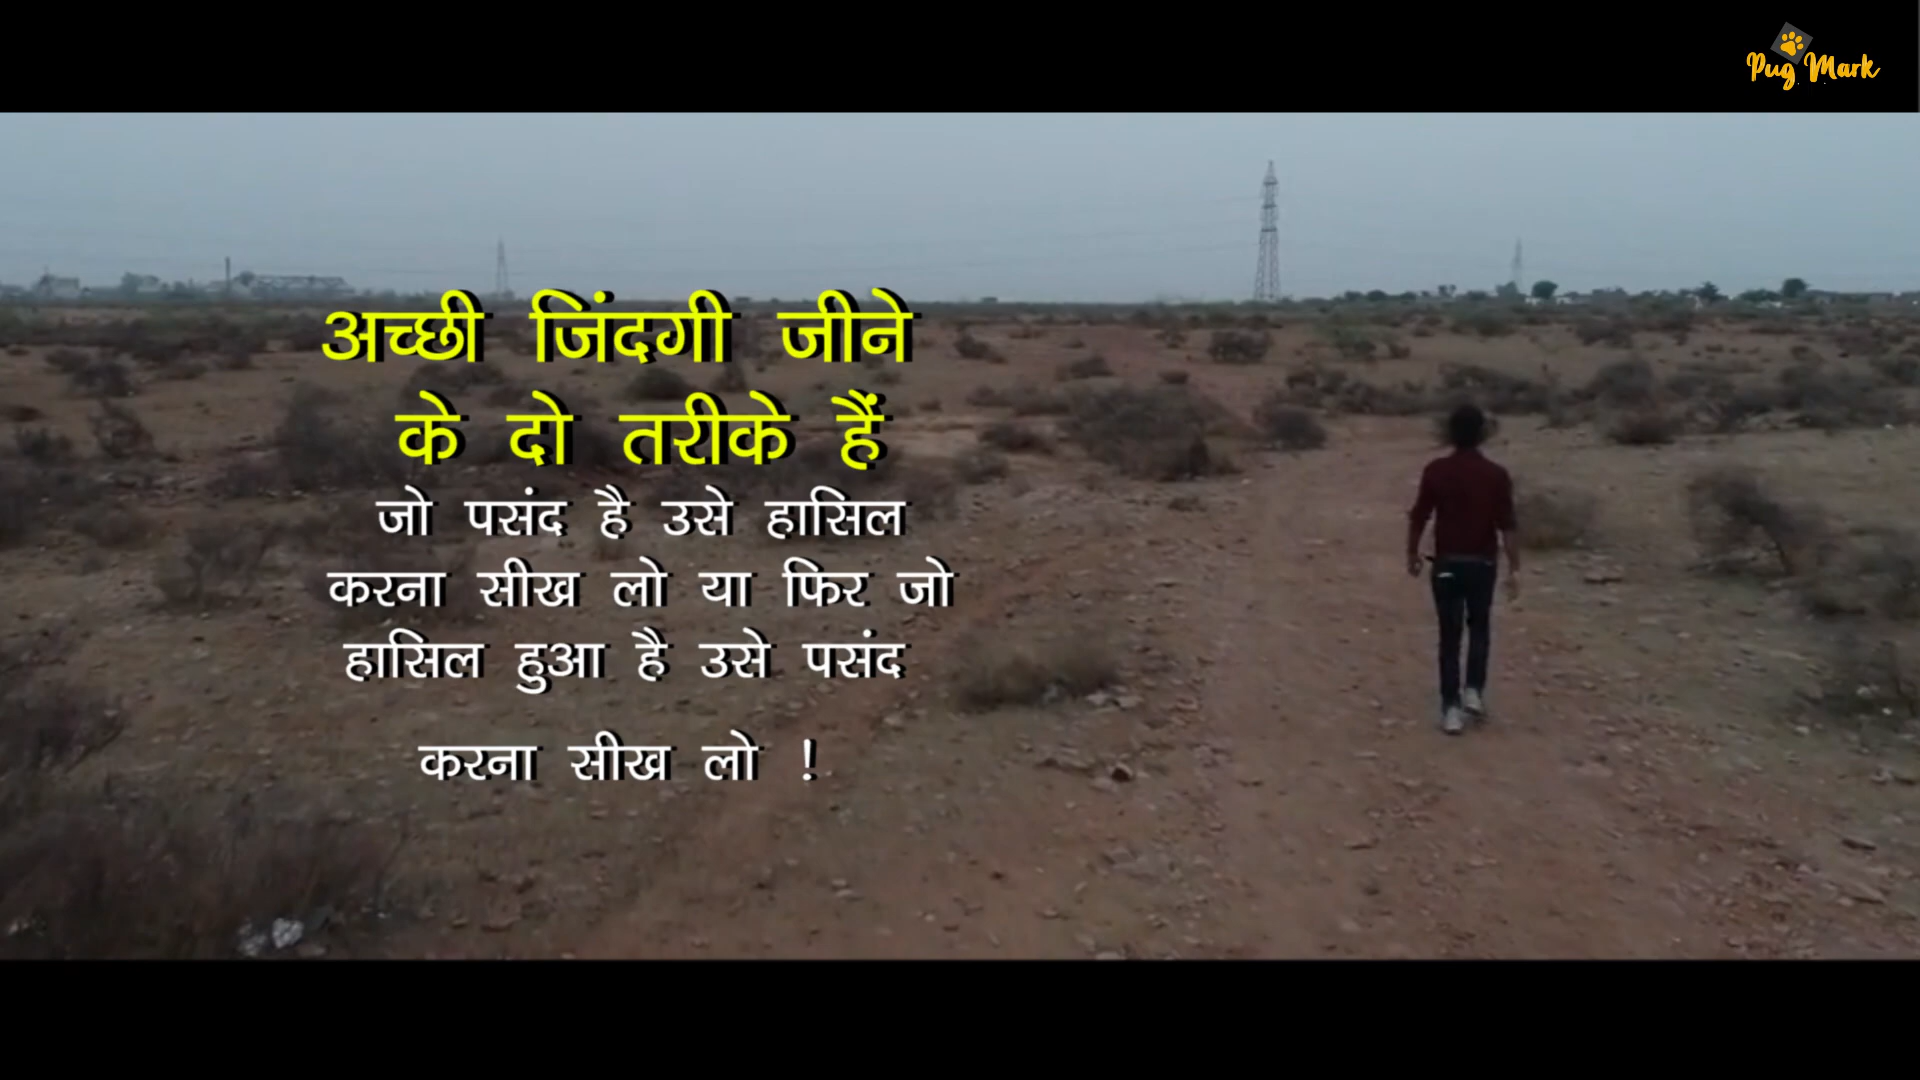 Pug Mark
अच्छी जिंदगी जीने
के दो तरीके हैं
जो पसंद है उसे हासिल
करना सीख लो या फिर जो
हासिल हुआ है उसे पसंद
करना सीख लो !